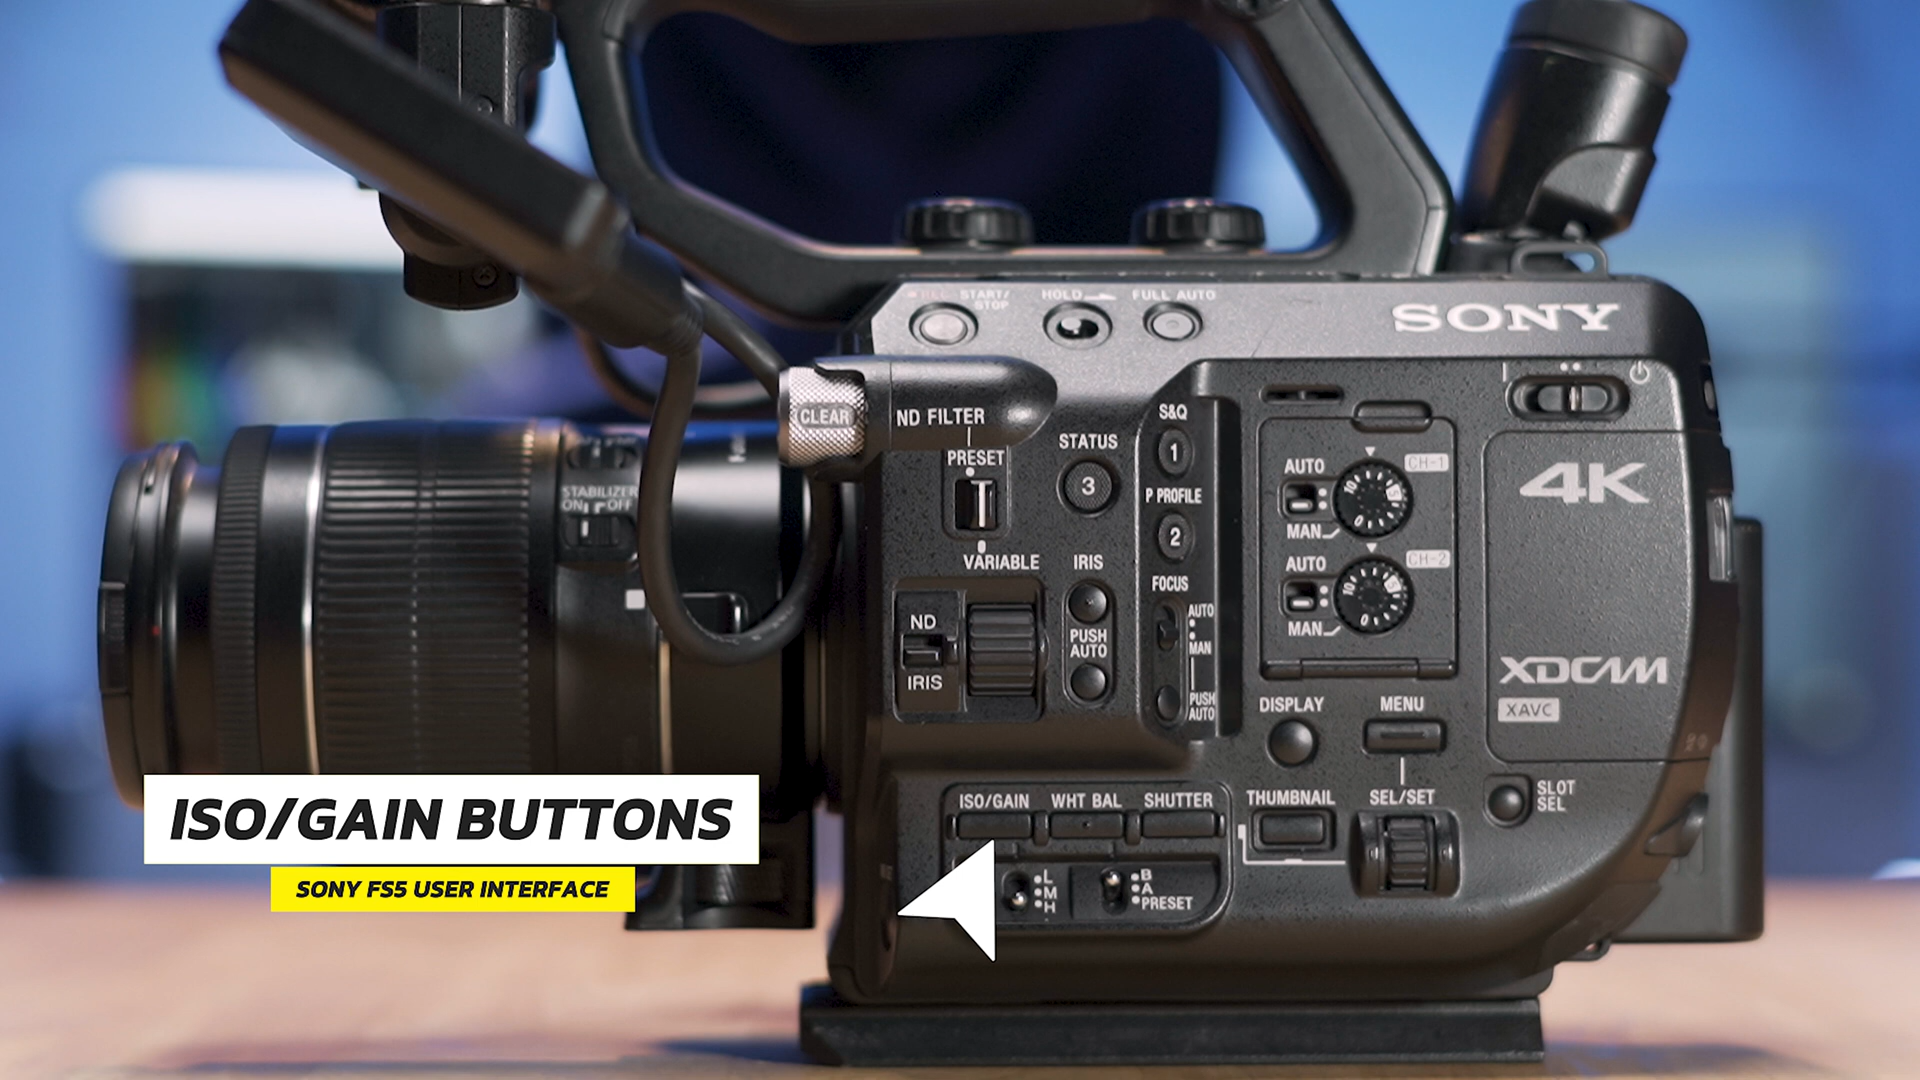 ● REC START/
STOP
HOLD
FULL AUTO
SONY
CLEAR
ND FILTER
PRESET
VARIABLE
STATUS
3
S&Q
1
P PROFILE
2
AUTO
CH-1
MAN
AUTO
CH-2
MAN
4K
STABILIZER
ON OFF
IRIS
PUSH
AUTO
FOCUS
AUTO
MAN
PUSH
AUTO
ND
IRIS
XDCAM
XAVC
DISPLAY
MENU
ISO/GAIN
WHT BAL
SHUTTER
THUMBNAIL
SEL/SET
SLOT
SEL
L
M
H
B
A
PRESET
ISO/GAIN BUTTONS
SONY FS5 USER INTERFACE